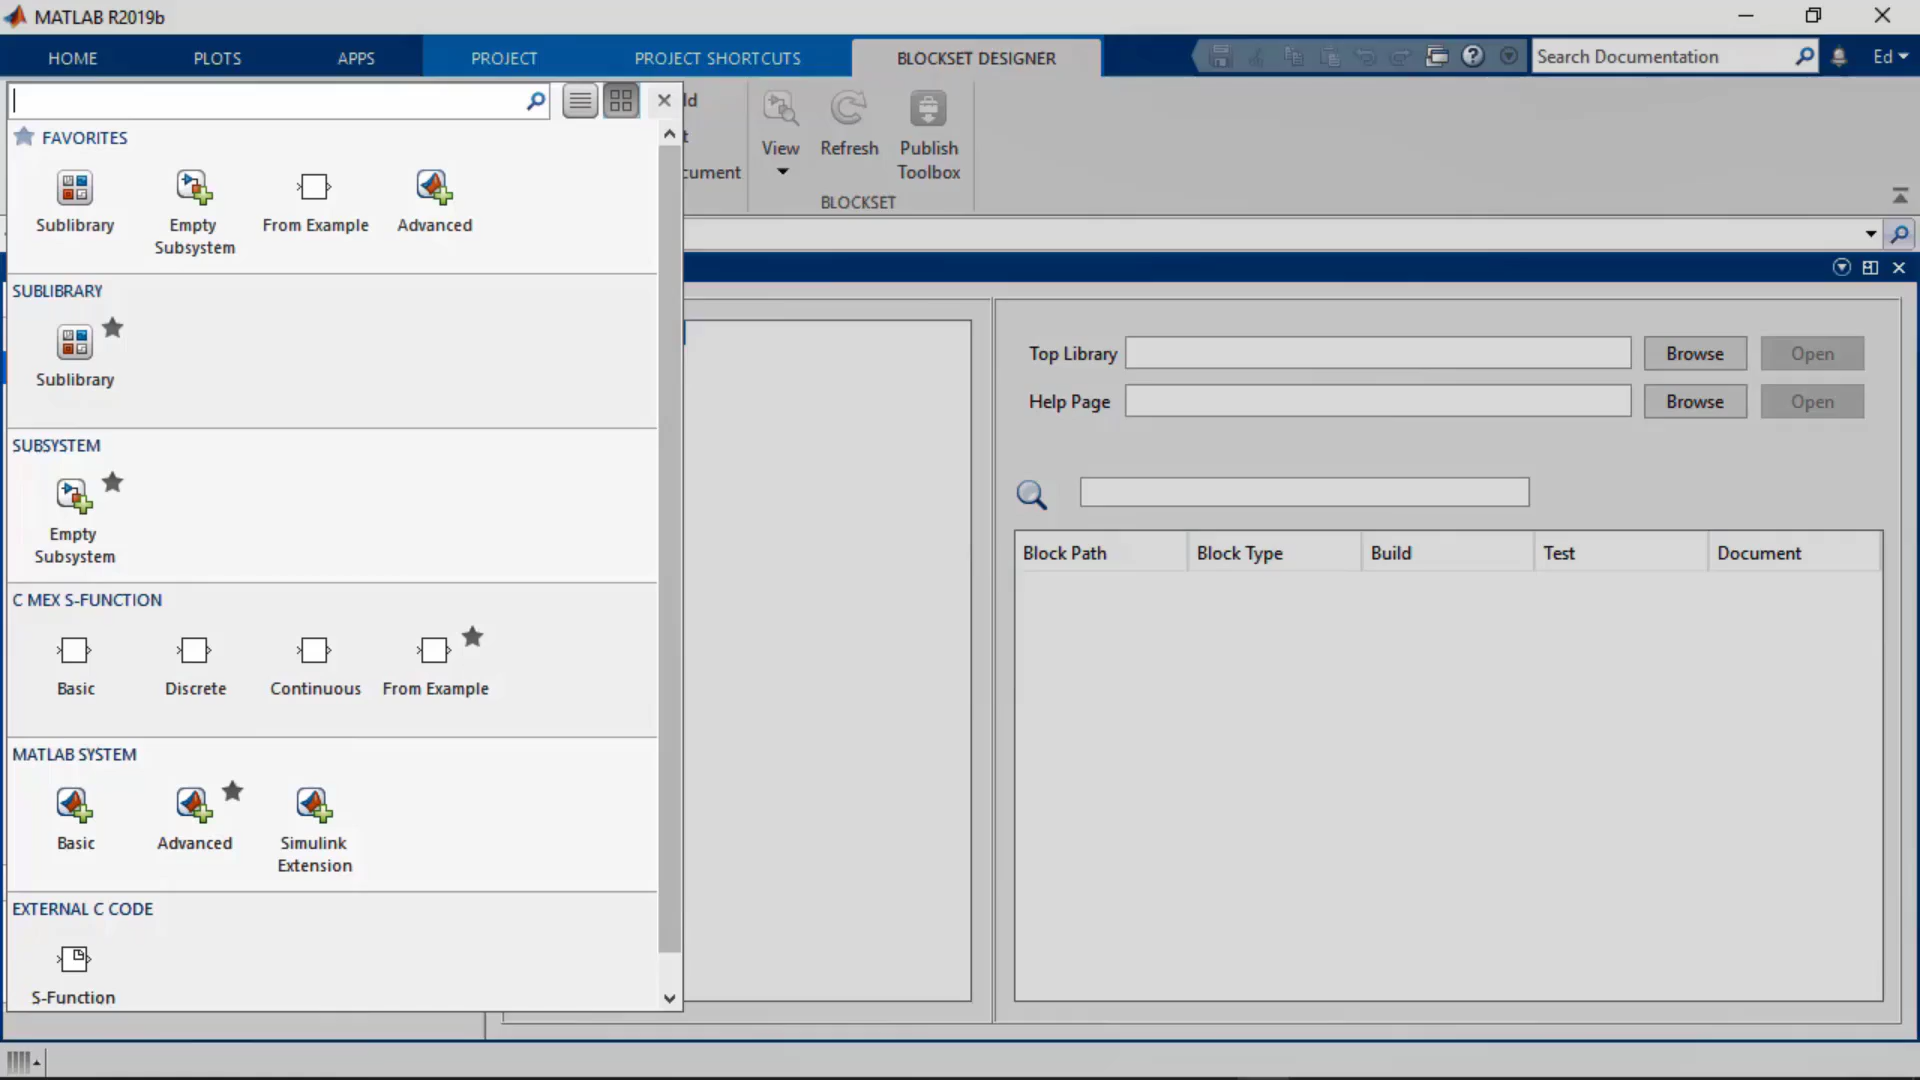 MATLAB R2019b
HOME PLOTS APPS PROJECT PROJECT SHORTCUTS BLOCKSET DESIGNER Search Documentation Ed
ld
t
cument
View Refresh Publish
Toolbox
BLOCKSET
FAVORITES
Sublibrary Empty Subsystem From Example Advanced
SUBLIBRARY
Sublibrary
SUBSYSTEM
Empty
Subsystem
C MEX S-FUNCTION
Basic Discrete Continuous From Example
MATLAB SYSTEM
Basic Advanced Simulink
Extension
EXTERNAL C CODE
S-Function
Top Library Browse Open
Help Page Browse Open
Block Path Block Type Build Test Document